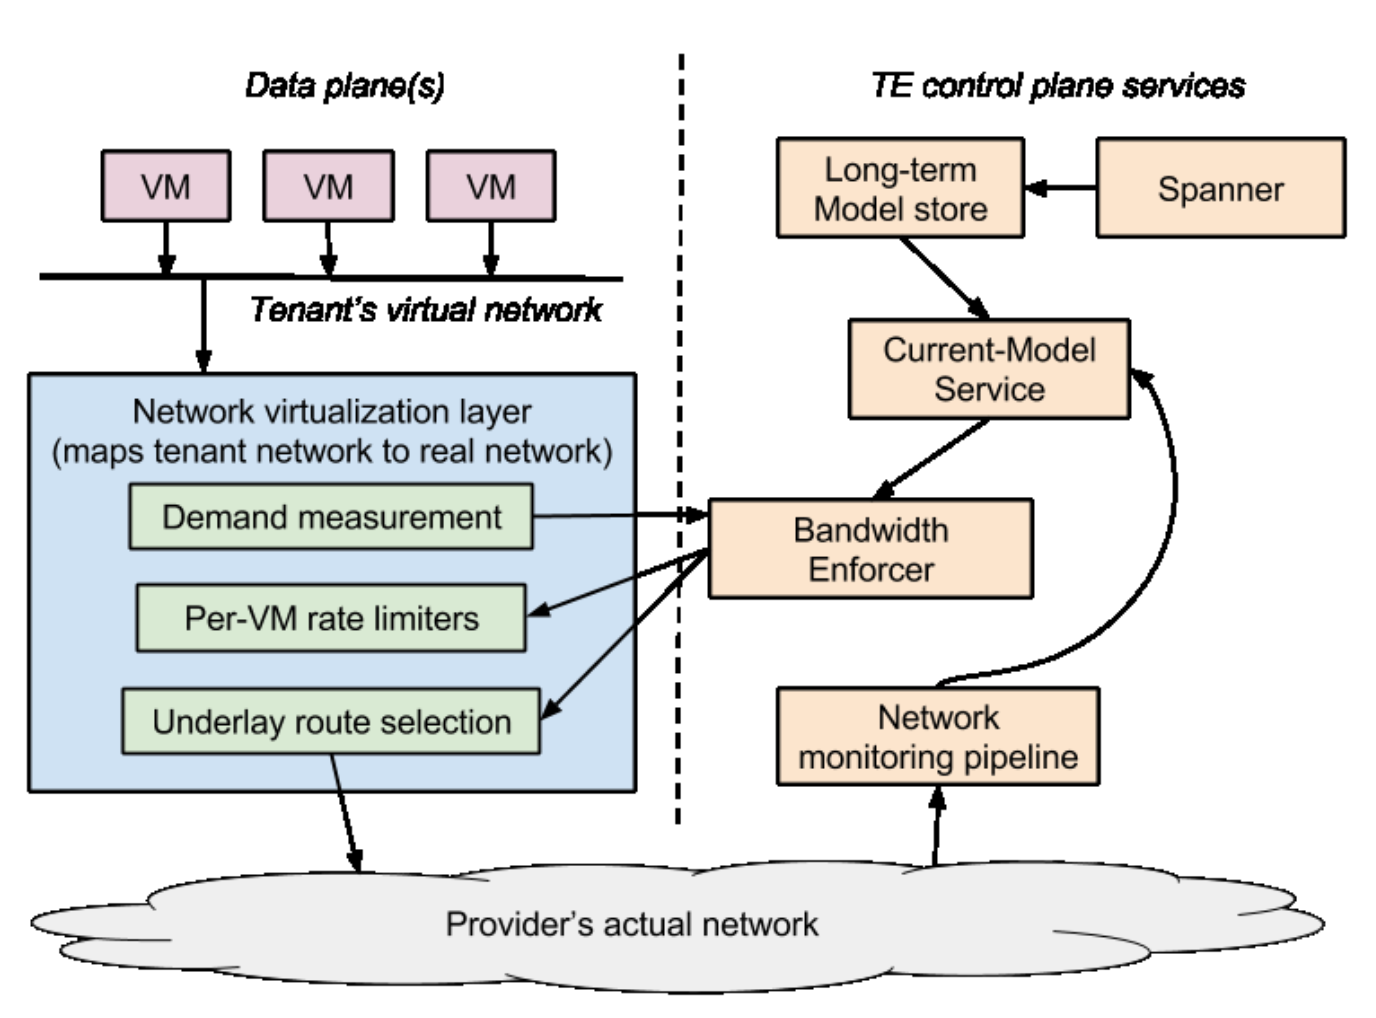 Data plane(s)
TE control plane services
VM
VM
VM
Long-term
Model store
Spanner
Tenant's virtual network
Current-Model
Service
Network virtualization layer
(maps tenant network to real network)
Demand measurement
Bandwidth
Enforcer
Per-VM rate limiters
Underlay route selection
Network
monitoring pipeline
Provider's actual network